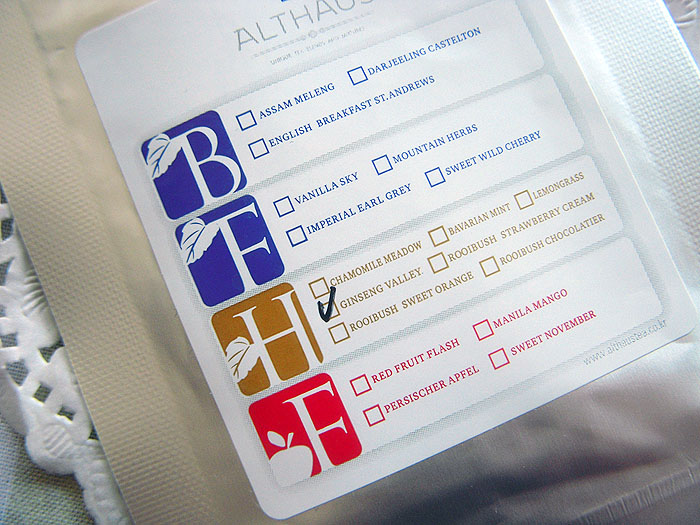 ALTHAUS
B
ASSAM MELENG DARJEELING CASTELTON
ENGLISH BREAKFAST ST.ANDREWS
F
VANILLA SKY MOUNTAIN HERBS
IMPERIAL EARL GREY SWEET WILD CHERRY
H
CHAMOMILE MEADOW BAVARIAN MINT LEMONGRASS
GINSENG VALLEY ROOIBUSH STRAWBERRY CREAM
ROOIBUSH SWEET ORANGE ROOIBUSH CHOCOLATIER
F
RED FRUIT FLASH MANILA MANGO
PERSISCHER APFEL SWEET NOVEMBER
www.althaustea.co.kr